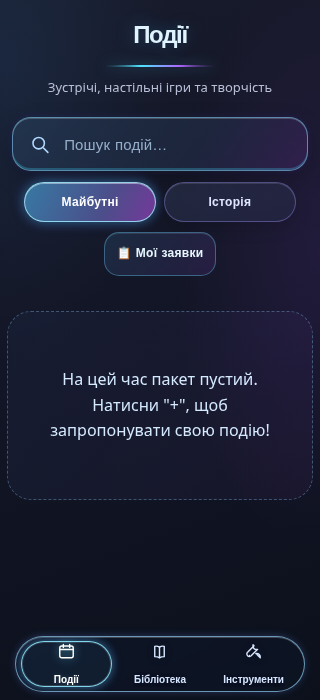 Події
Зустрічі, настільні ігри та творчість
Пошук подій...
Майбутні
Історія
Мої заявки
На цей час пакет пустий.
Натисни "+", щоб
запропонувати свою подію!
Події
Бібліотека
Інструменти